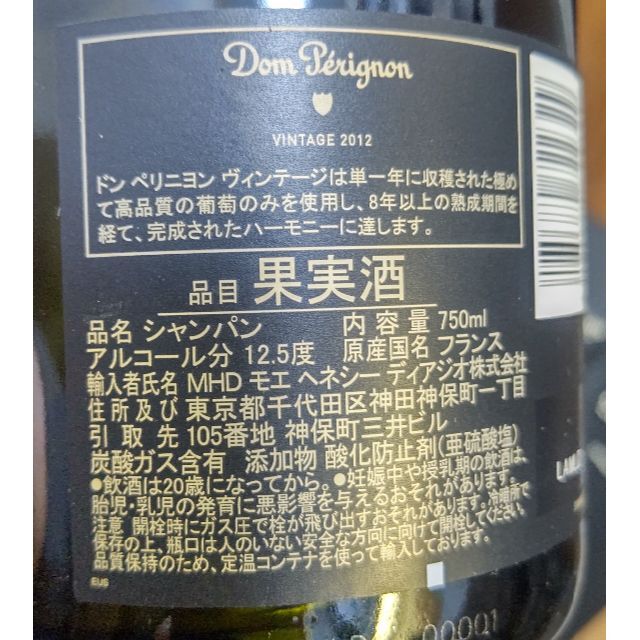 Dom Pérignon
VINTAGE 2012
ドン ペリニヨン ヴィンテージは単一年に収穫された極め
て高品質の葡萄のみを使用し、8年以上の熟成期間を
経て、完成されたハーモニーに達します。
品目 果実酒
品名 シャンパン 内容量 750ml
アルコール分 12.5度 原産国名 フランス
輸入者氏名 MHD モエ ヘネシー ディアジオ株式会社
住所及び 東京都千代田区神田神保町一丁目
引取先 105番地 神保町三井ビル
炭酸ガス含有 添加物 酸化防止剤(亜硫酸塩)
●飲酒は20歳になってから。●妊娠中や授乳期の飲酒は、
胎児・乳児の発育に悪影響を与えるおそれがあります。
注意 開栓時にガス圧で栓が飛び出すおそれがあります。冷暗所で
保存の上、瓶口は人のいない安全な方向に向けて開栓してください。
品質保持のため、定温コンテナを使って輸入しております。
EUS
00001